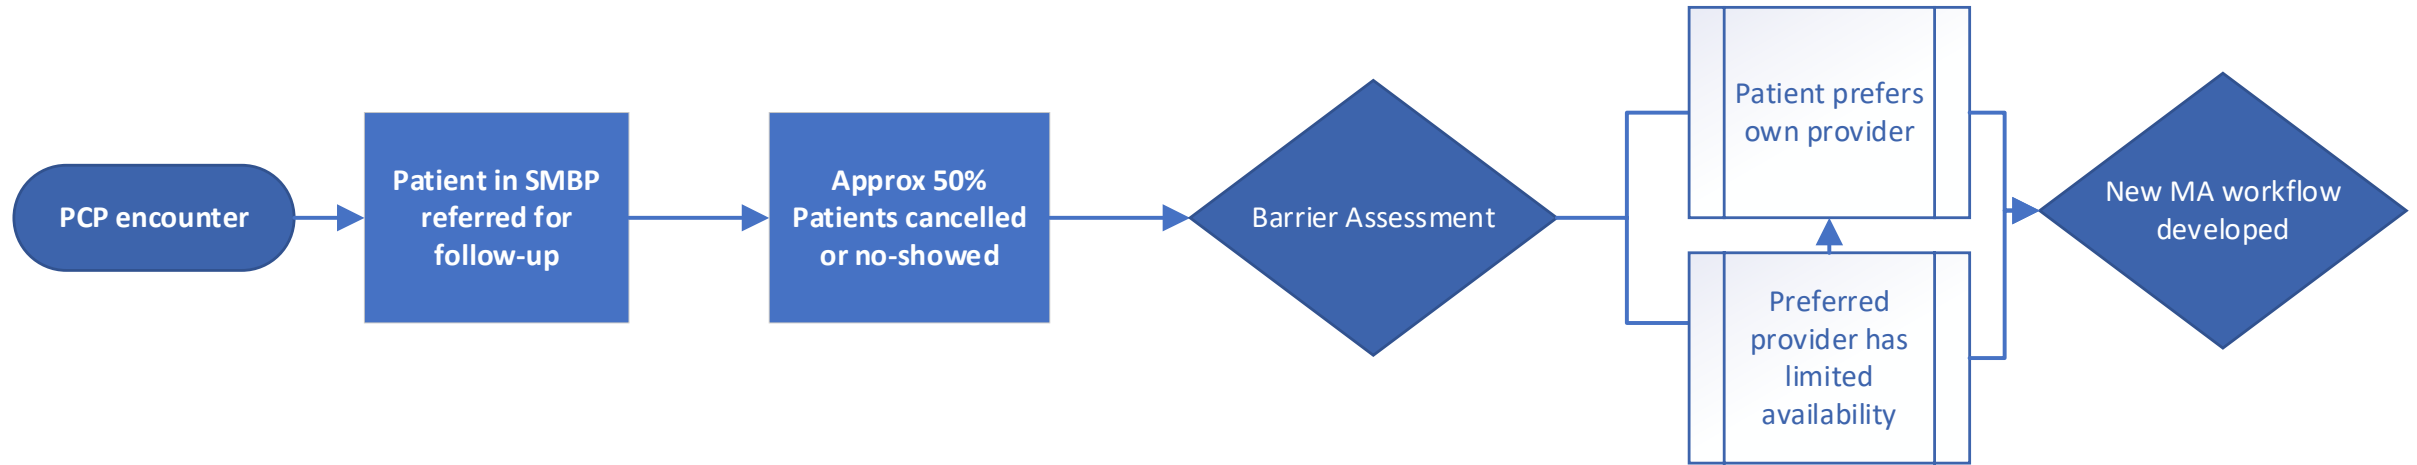 PCP encounter
Patient in SMBP
referred for
follow-up
Approx 50%
Patients cancelled
or no-showed
Barrier Assessment
Patient prefers
own provider
Preferred
provider has
limited
availability
New MA workflow
developed